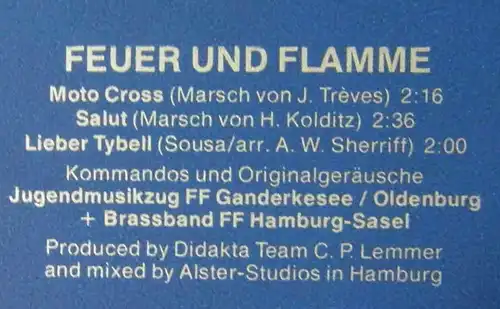 FEUER UND FLAMME
Moto Cross (Marsch von J. Trèves) 2:16
Salut (Marsch von H. Kolditz) 2:36
Lieber Tybell (Sousa/arr. A. W. Sherriff) 2:00
Kommandos und Originalgeräusche
Jugendmusikzug FF Ganderkesee / Oldenburg
+ Brassband FF Hamburg-Sasel
Produced by Didakta Team C. P. Lemmer
and mixed by Alster-Studios in Hamburg